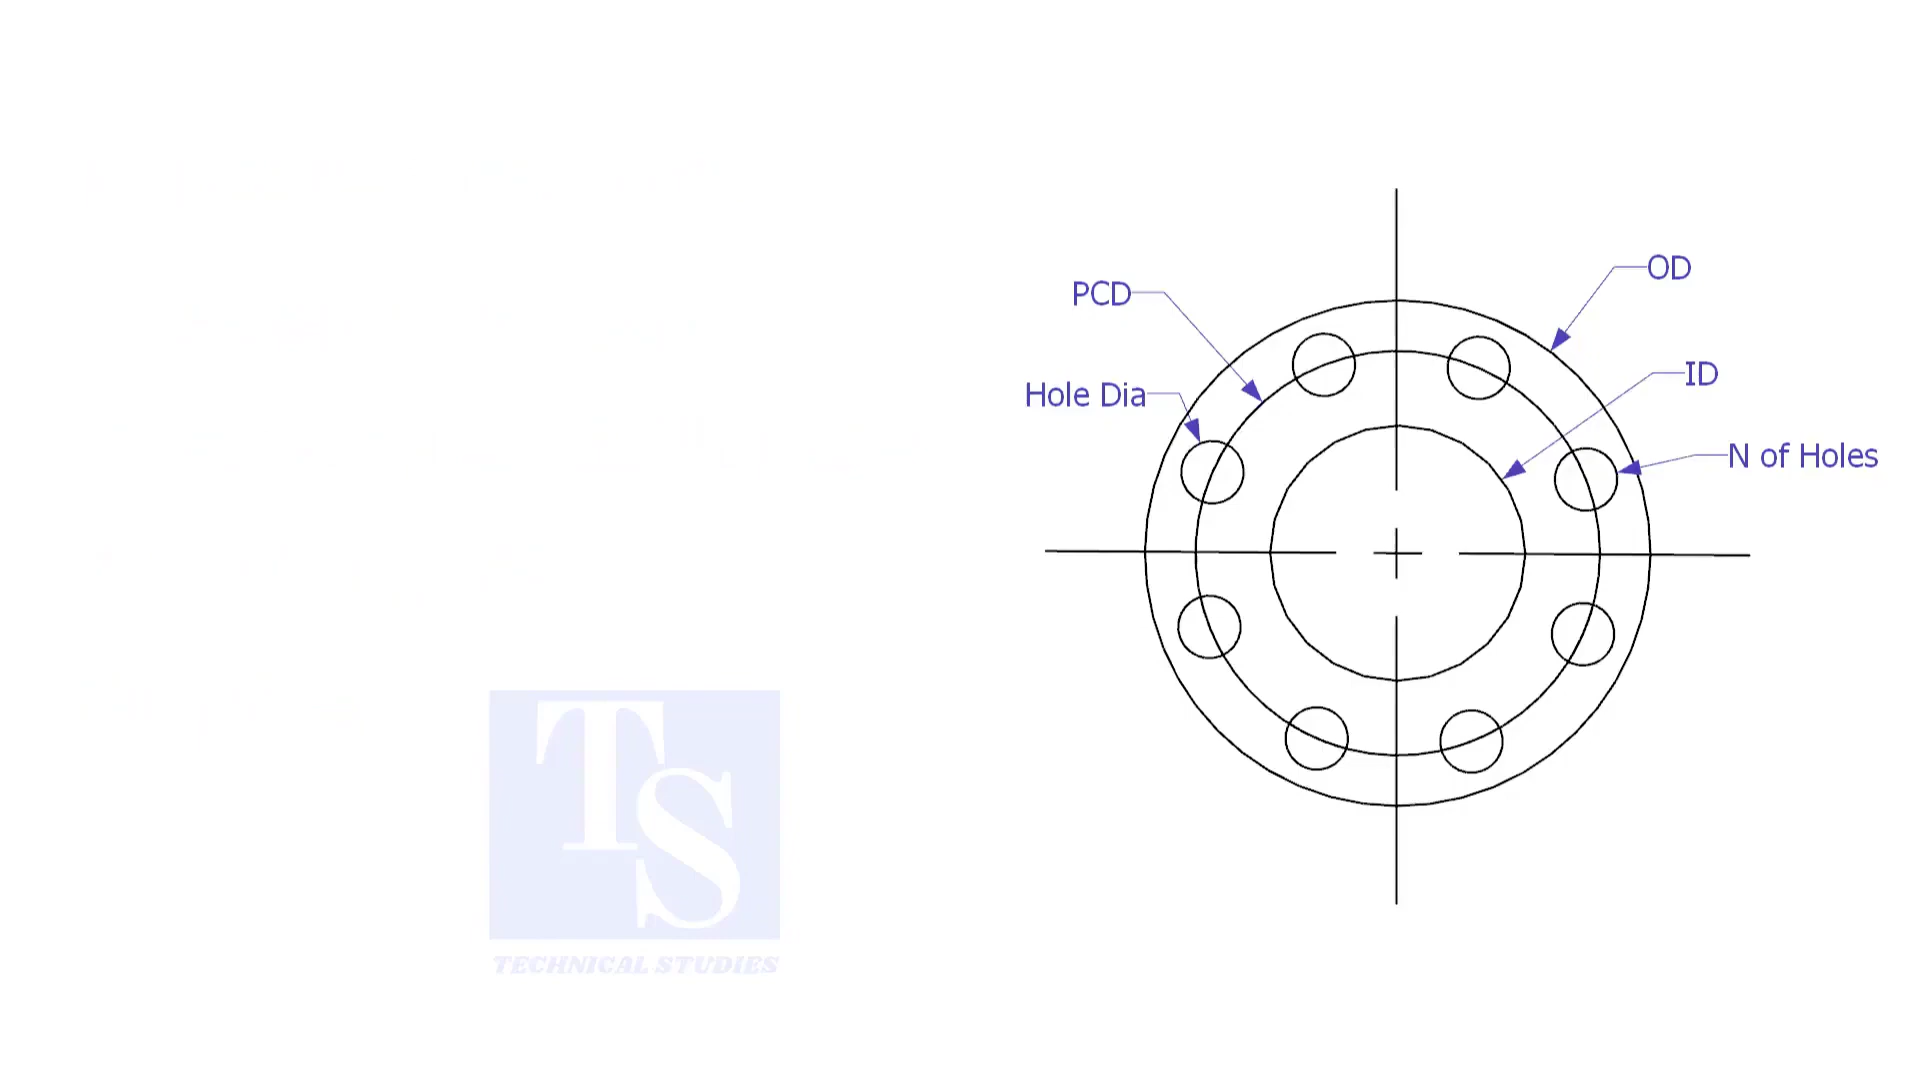 OD
PCD
ID
Hole Dia
N of Holes
TS
TECHNICAL STUDIES